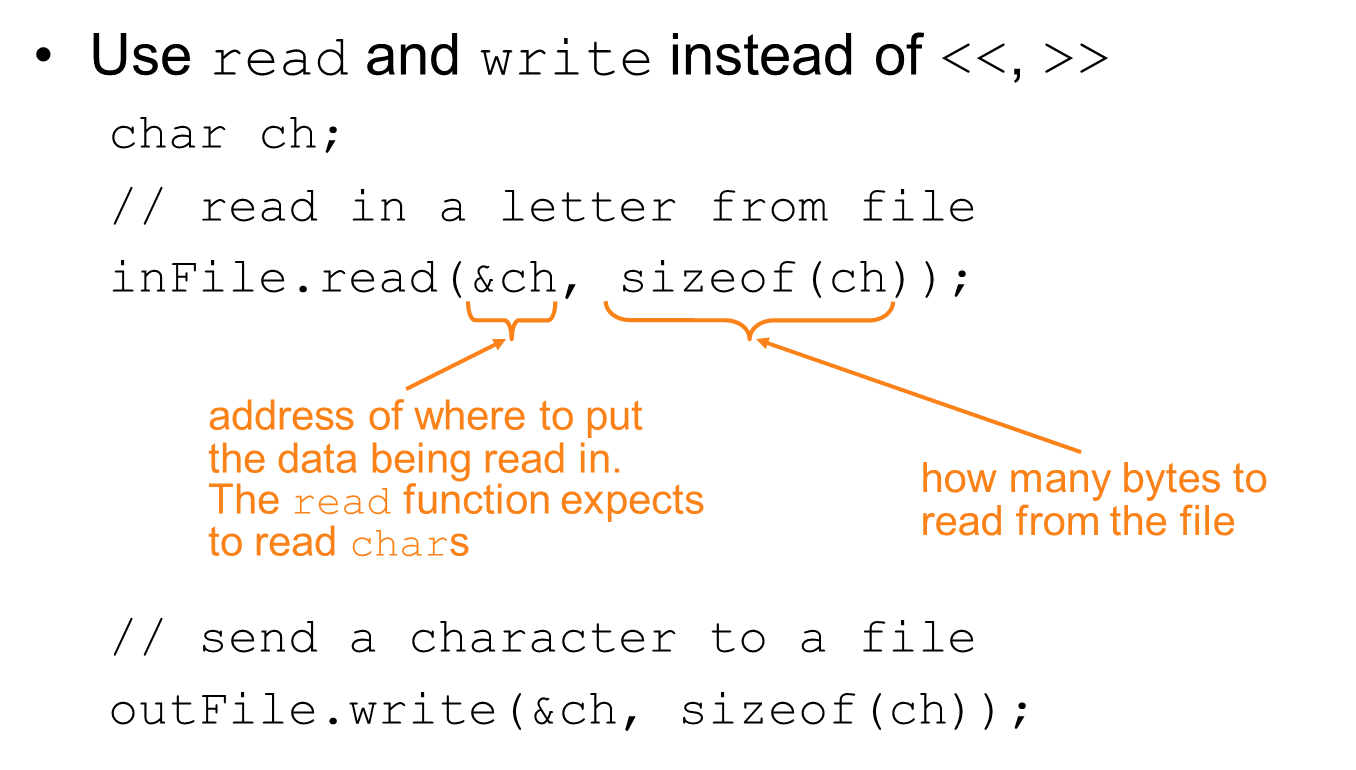 • Use read and write instead of <<, >>
char ch;
// read in a letter from file
inFile.read(&ch, sizeof(ch));
address of where to put
the data being read in.
The read function expects
to read chars
how many bytes to
read from the file
// send a character to a file
outFile.write(&ch, sizeof(ch));